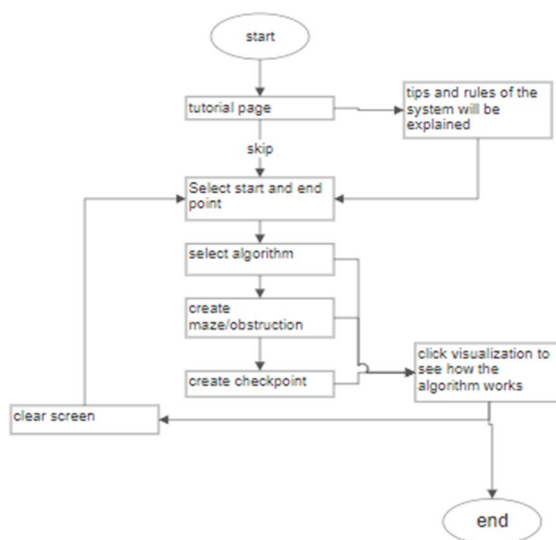 start
tutorial page
tips and rules of the
system will be
explained
skip
Select start and end
point
select algorithm
create
maze/obstruction
click visualization to
see how the
algorithm works
create checkpoint
clear screen
end